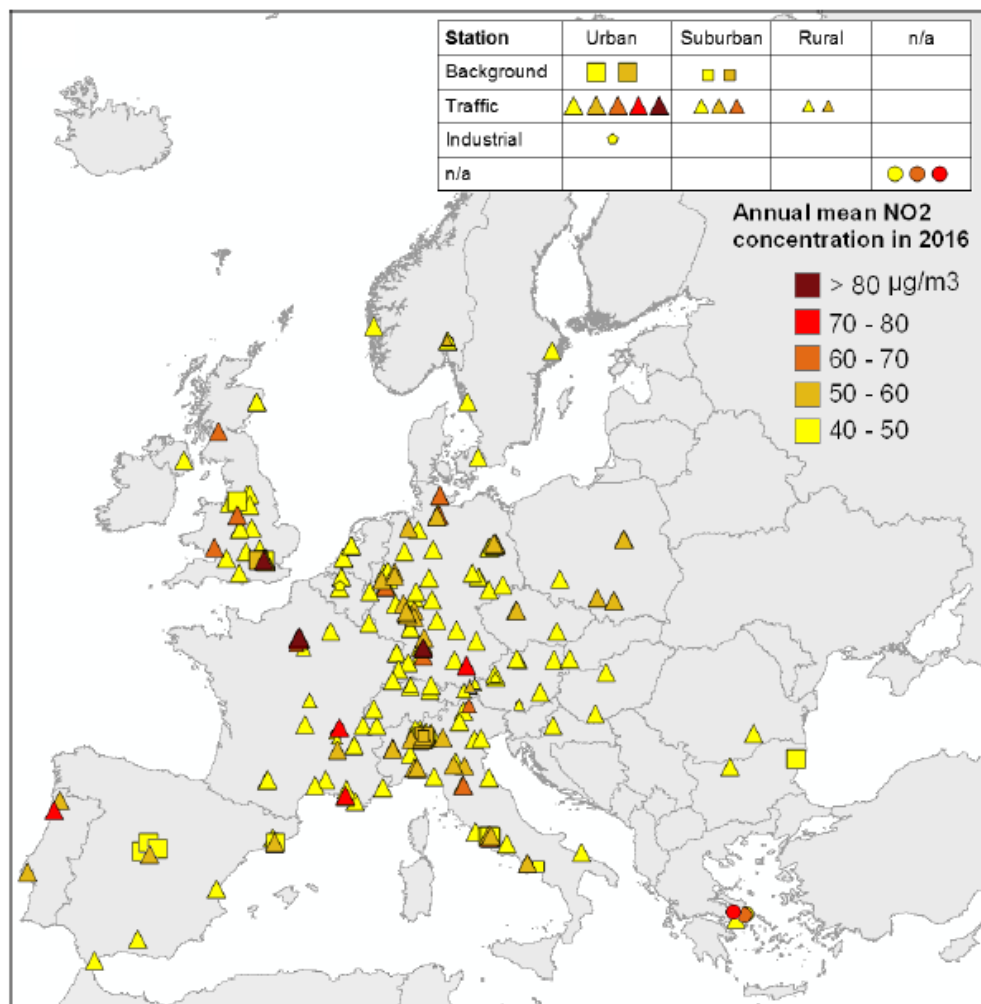 Station Urban Suburban Rural n/a
Background
Traffic
Industrial
n/a
Annual mean NO2
concentration in 2016
> 80 µg/m3
70 - 80
60 - 70
50 - 60
40 - 50